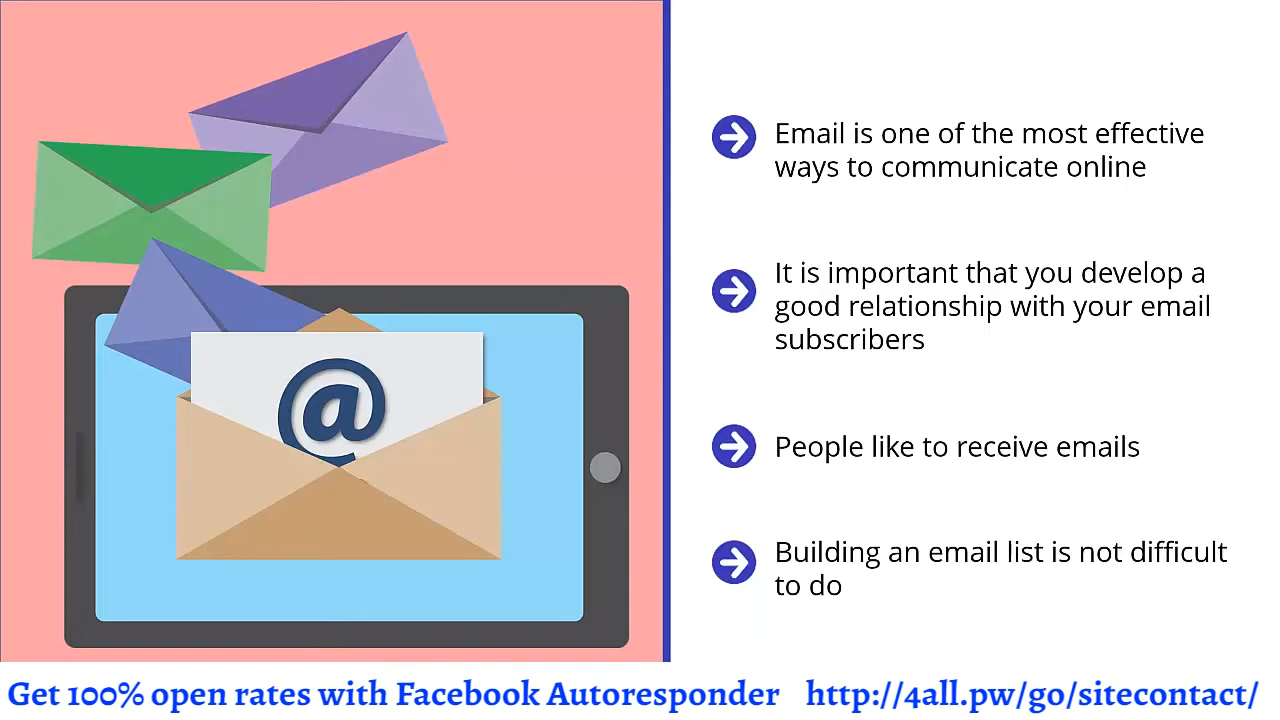 Email is one of the most effective
ways to communicate online
It is important that you develop a
good relationship with your email
subscribers
People like to receive emails
Building an email list is not difficult
to do
@
Get 100% open rates with Facebook Autoresponder http://4all.pw/go/sitecontact/